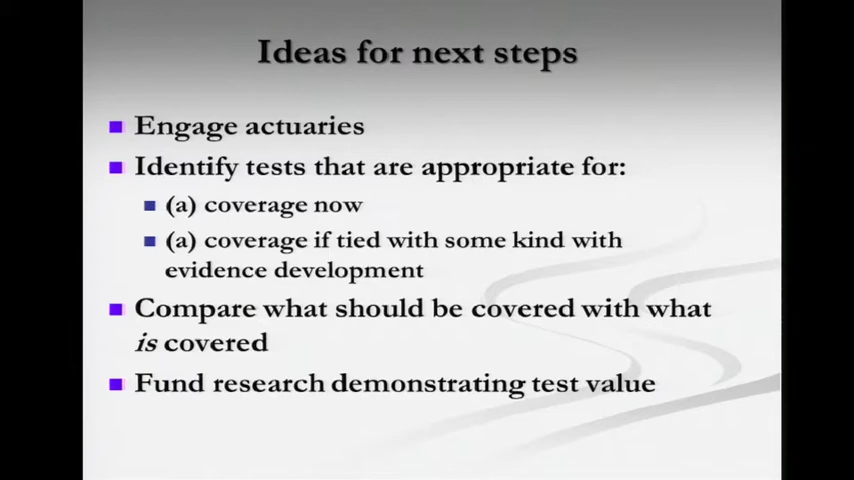 Ideas for next steps
Engage actuaries
Identify tests that are appropriate for:
(a) coverage now
(a) coverage if tied with some kind with
evidence development
Compare what should be covered with what
is covered
Fund research demonstrating test value